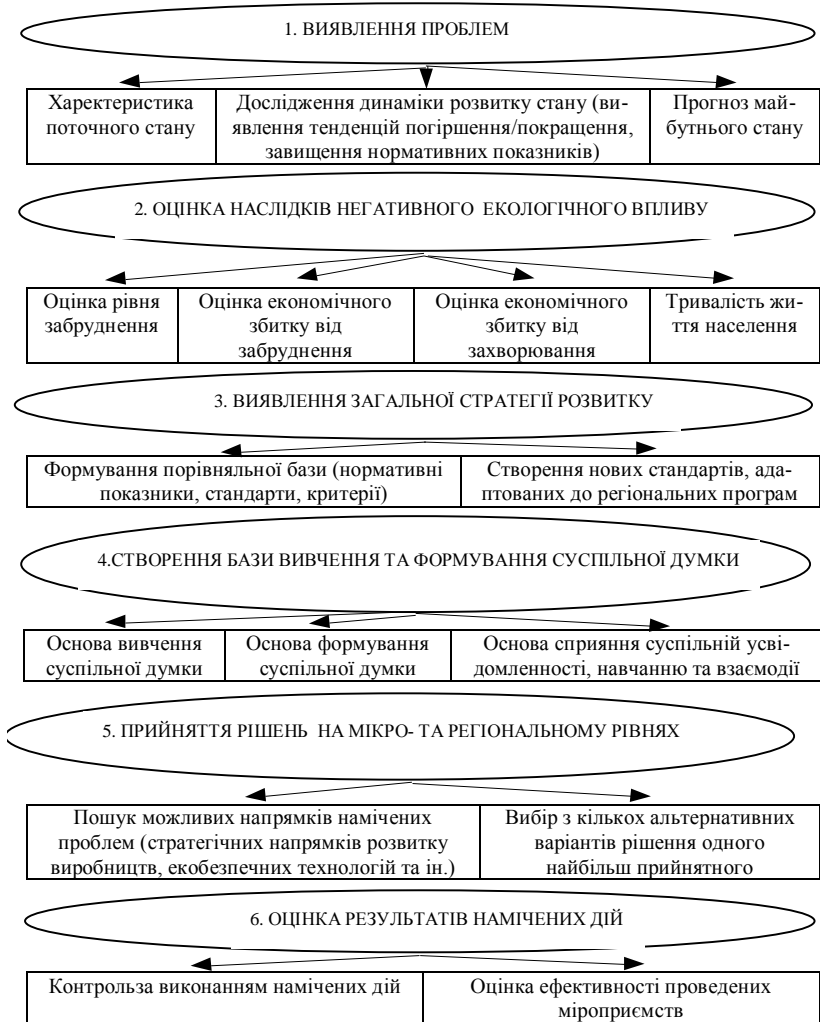 1. ВИЯВЛЕННЯ ПРОБЛЕМ
Характеристика
поточного стану
Дослідження динаміки розвитку стану (ви-
явлення тенденцій погіршення/покращення,
завищення нормативних показників)
Прогноз май-
бутнього стану
2. ОЦІНКА НАСЛІДКІВ НЕГАТИВНОГО ЕКОЛОГІЧНОГО ВПЛИВУ
Оцінка рівня
забруднення
Оцінка економічного
збитку від
забруднення
Оцінка економічного
збитку від
захворювання
Тривалість жи-
ття населення
3. ВИЯВЛЕННЯ ЗАГАЛЬНОЇ СТРАТЕГІЇ РОЗВИТКУ
Формування порівняльної бази (нормативні
показники, стандарти, критерії)
Створення нових стандартів, ада-
птованих до регіональних програм
4.СТВОРЕННЯ БАЗИ ВИВЧЕННЯ ТА ФОРМУВАННЯ СУСПІЛЬНОЇ ДУМКИ
Основа вивчення
суспільної думки
Основа формування
суспільної думки
Основа сприяння суспільній усві-
домленності, навчанню та взаємодії
5. ПРИЙНЯТТЯ РІШЕНЬ НА МІКРО- ТА РЕГІОНАЛЬНОМУ РІВНЯХ
Пошук можливих напрямків намічених
проблем (стратегічних напрямків розвитку
виробництв, екобезпечних технологій та ін.)
Вибір з кількох альтернативних
варіантів рішення одного
найбільш прийнятного
6. ОЦІНКА РЕЗУЛЬТАТІВ НАМІЧЕНИХ ДІЙ
Контрользa виконанням намічених дій
Оцінка ефективності проведених
міроприємств